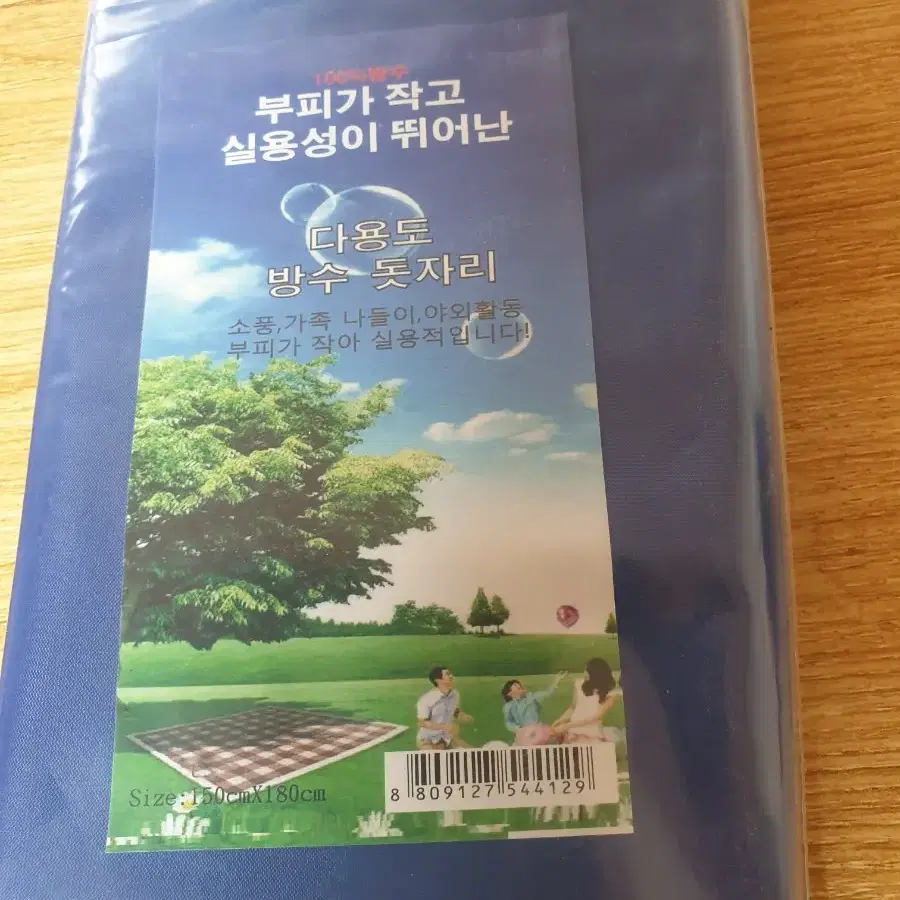 100%방수
부피가 작고
실용성이 뛰어난
다용도
방수 돗자리
소풍,가족 나들이,야외활동
부피가 작아 실용적입니다!
Size:150cmX180cm
8 809127 544129